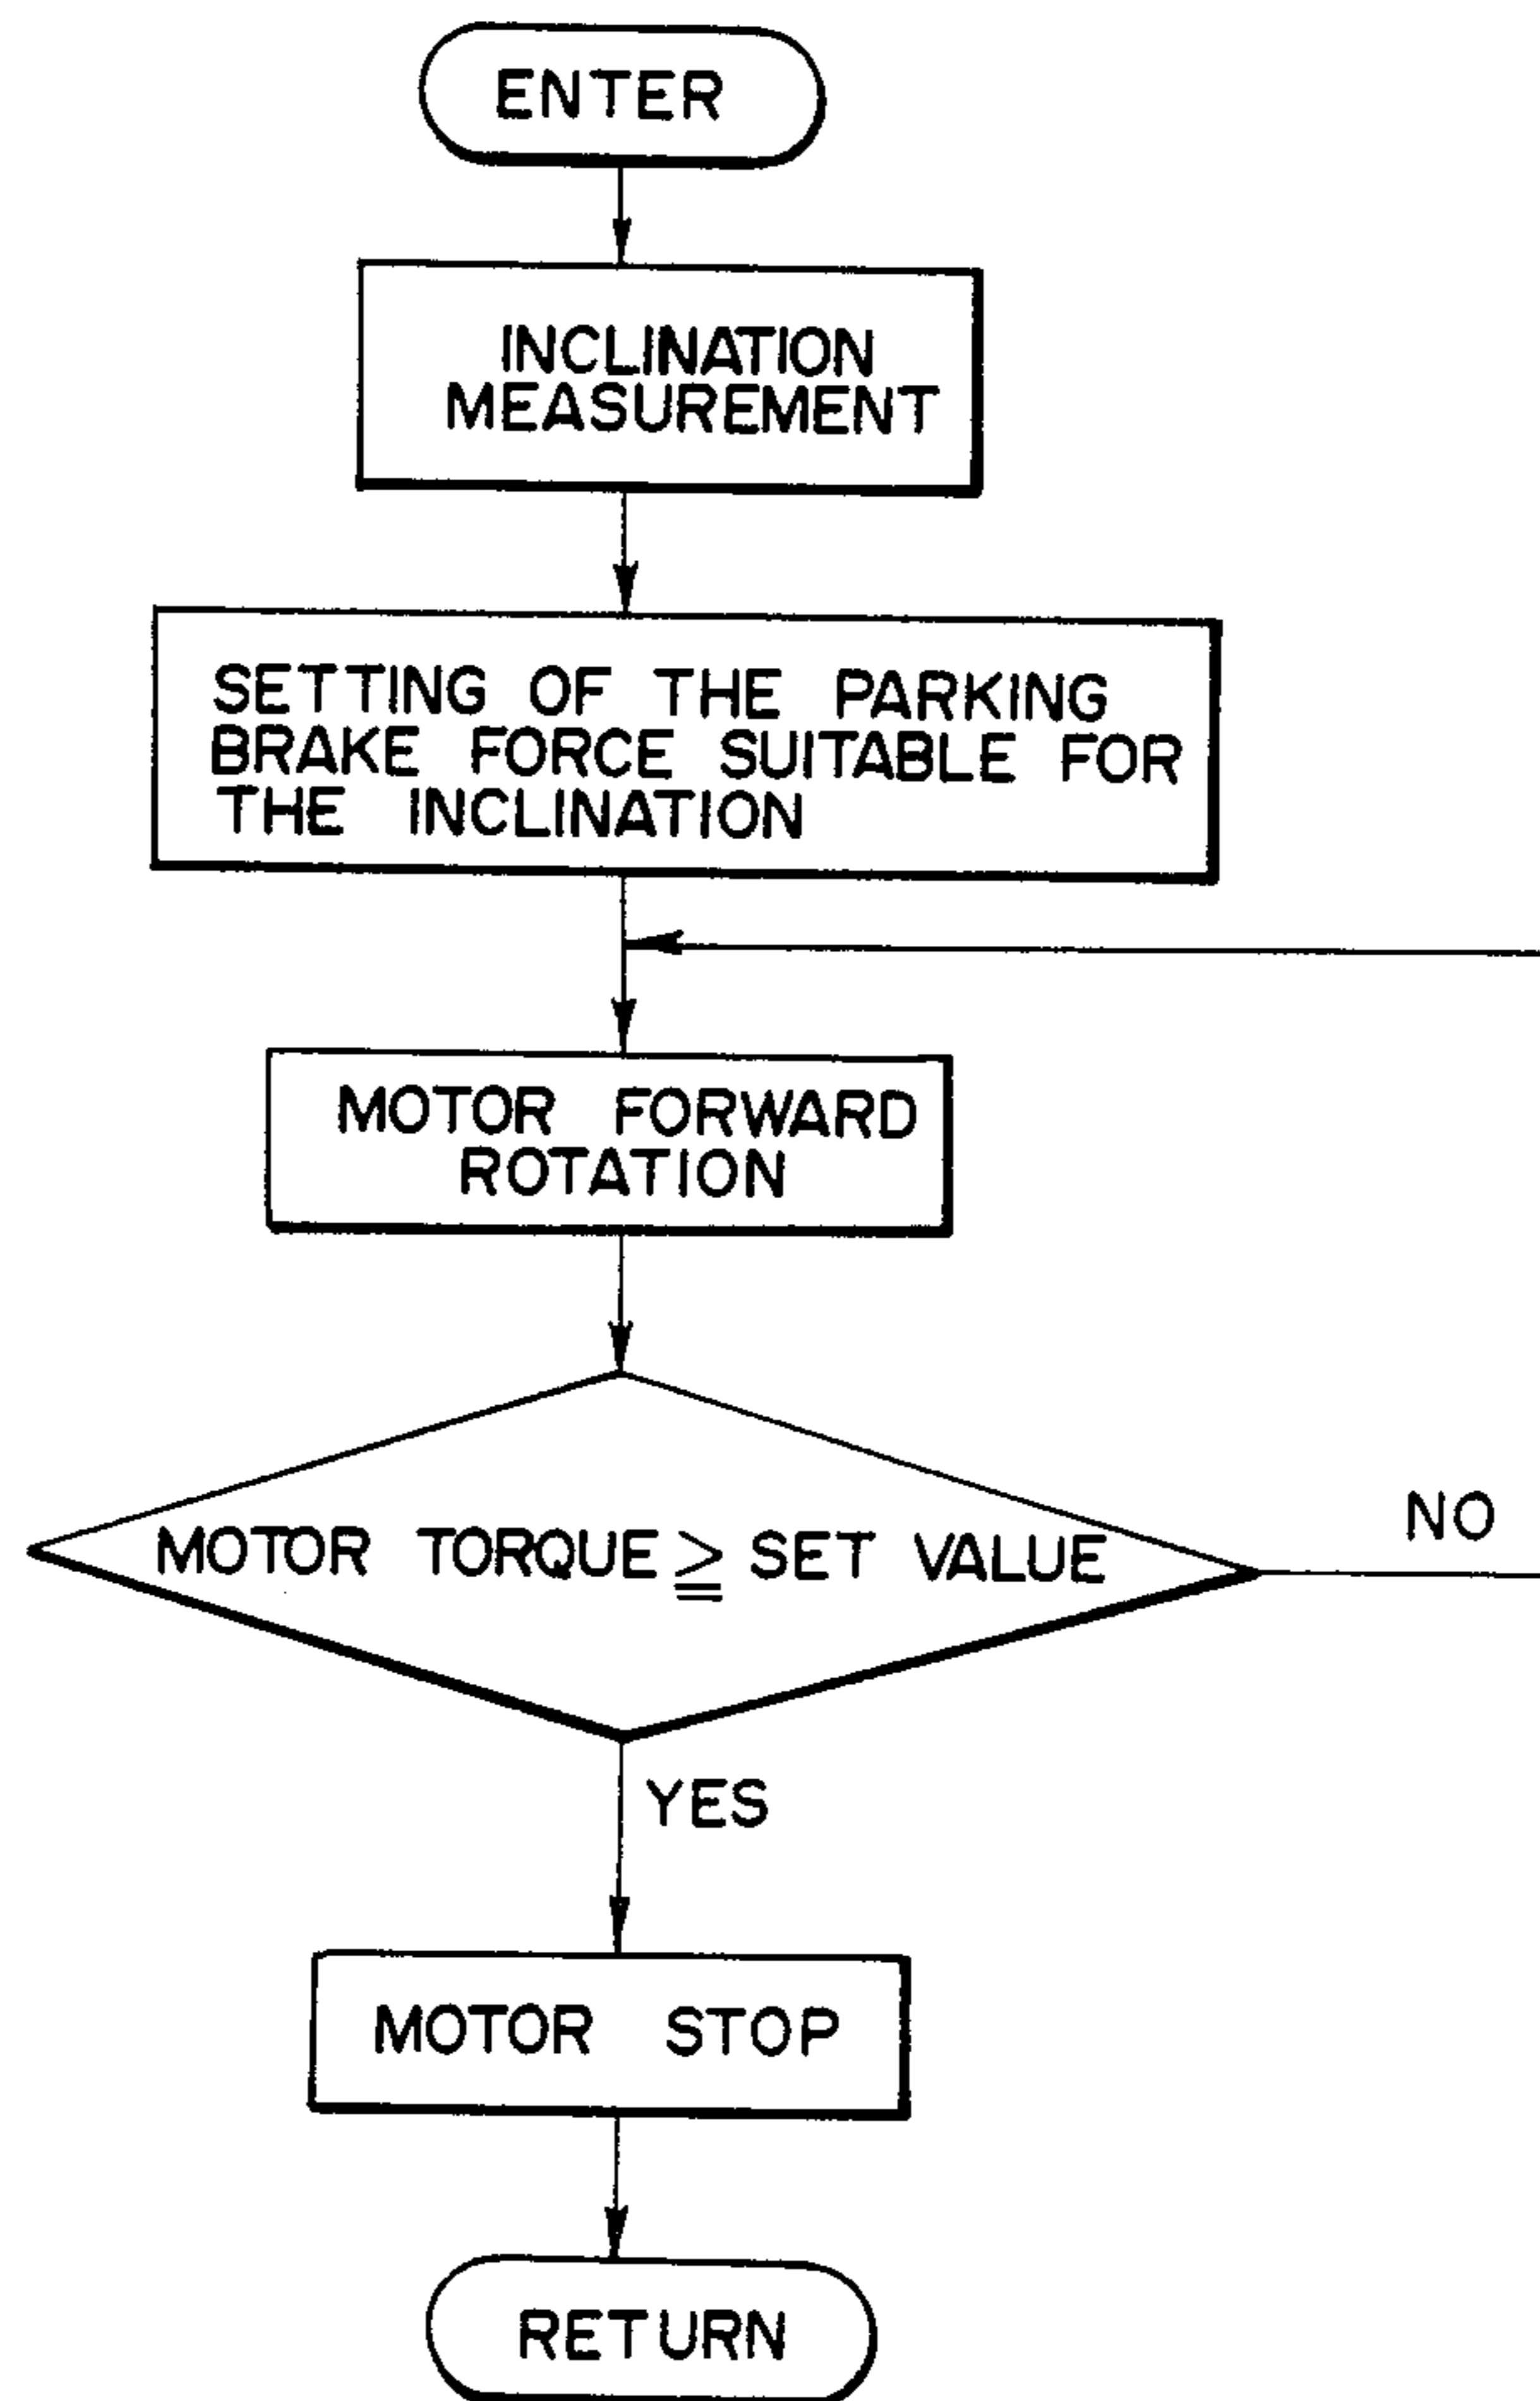 ENTER
INCLINATION
MEASUREMENT
SETTING OF THE PARKING
BRAKE FORCE SUITABLE FOR
THE INCLINATION
MOTOR FORWARD
ROTATION
MOTOR TORQUE ≧ SET VALUE
NO
YES
MOTOR STOP
RETURN